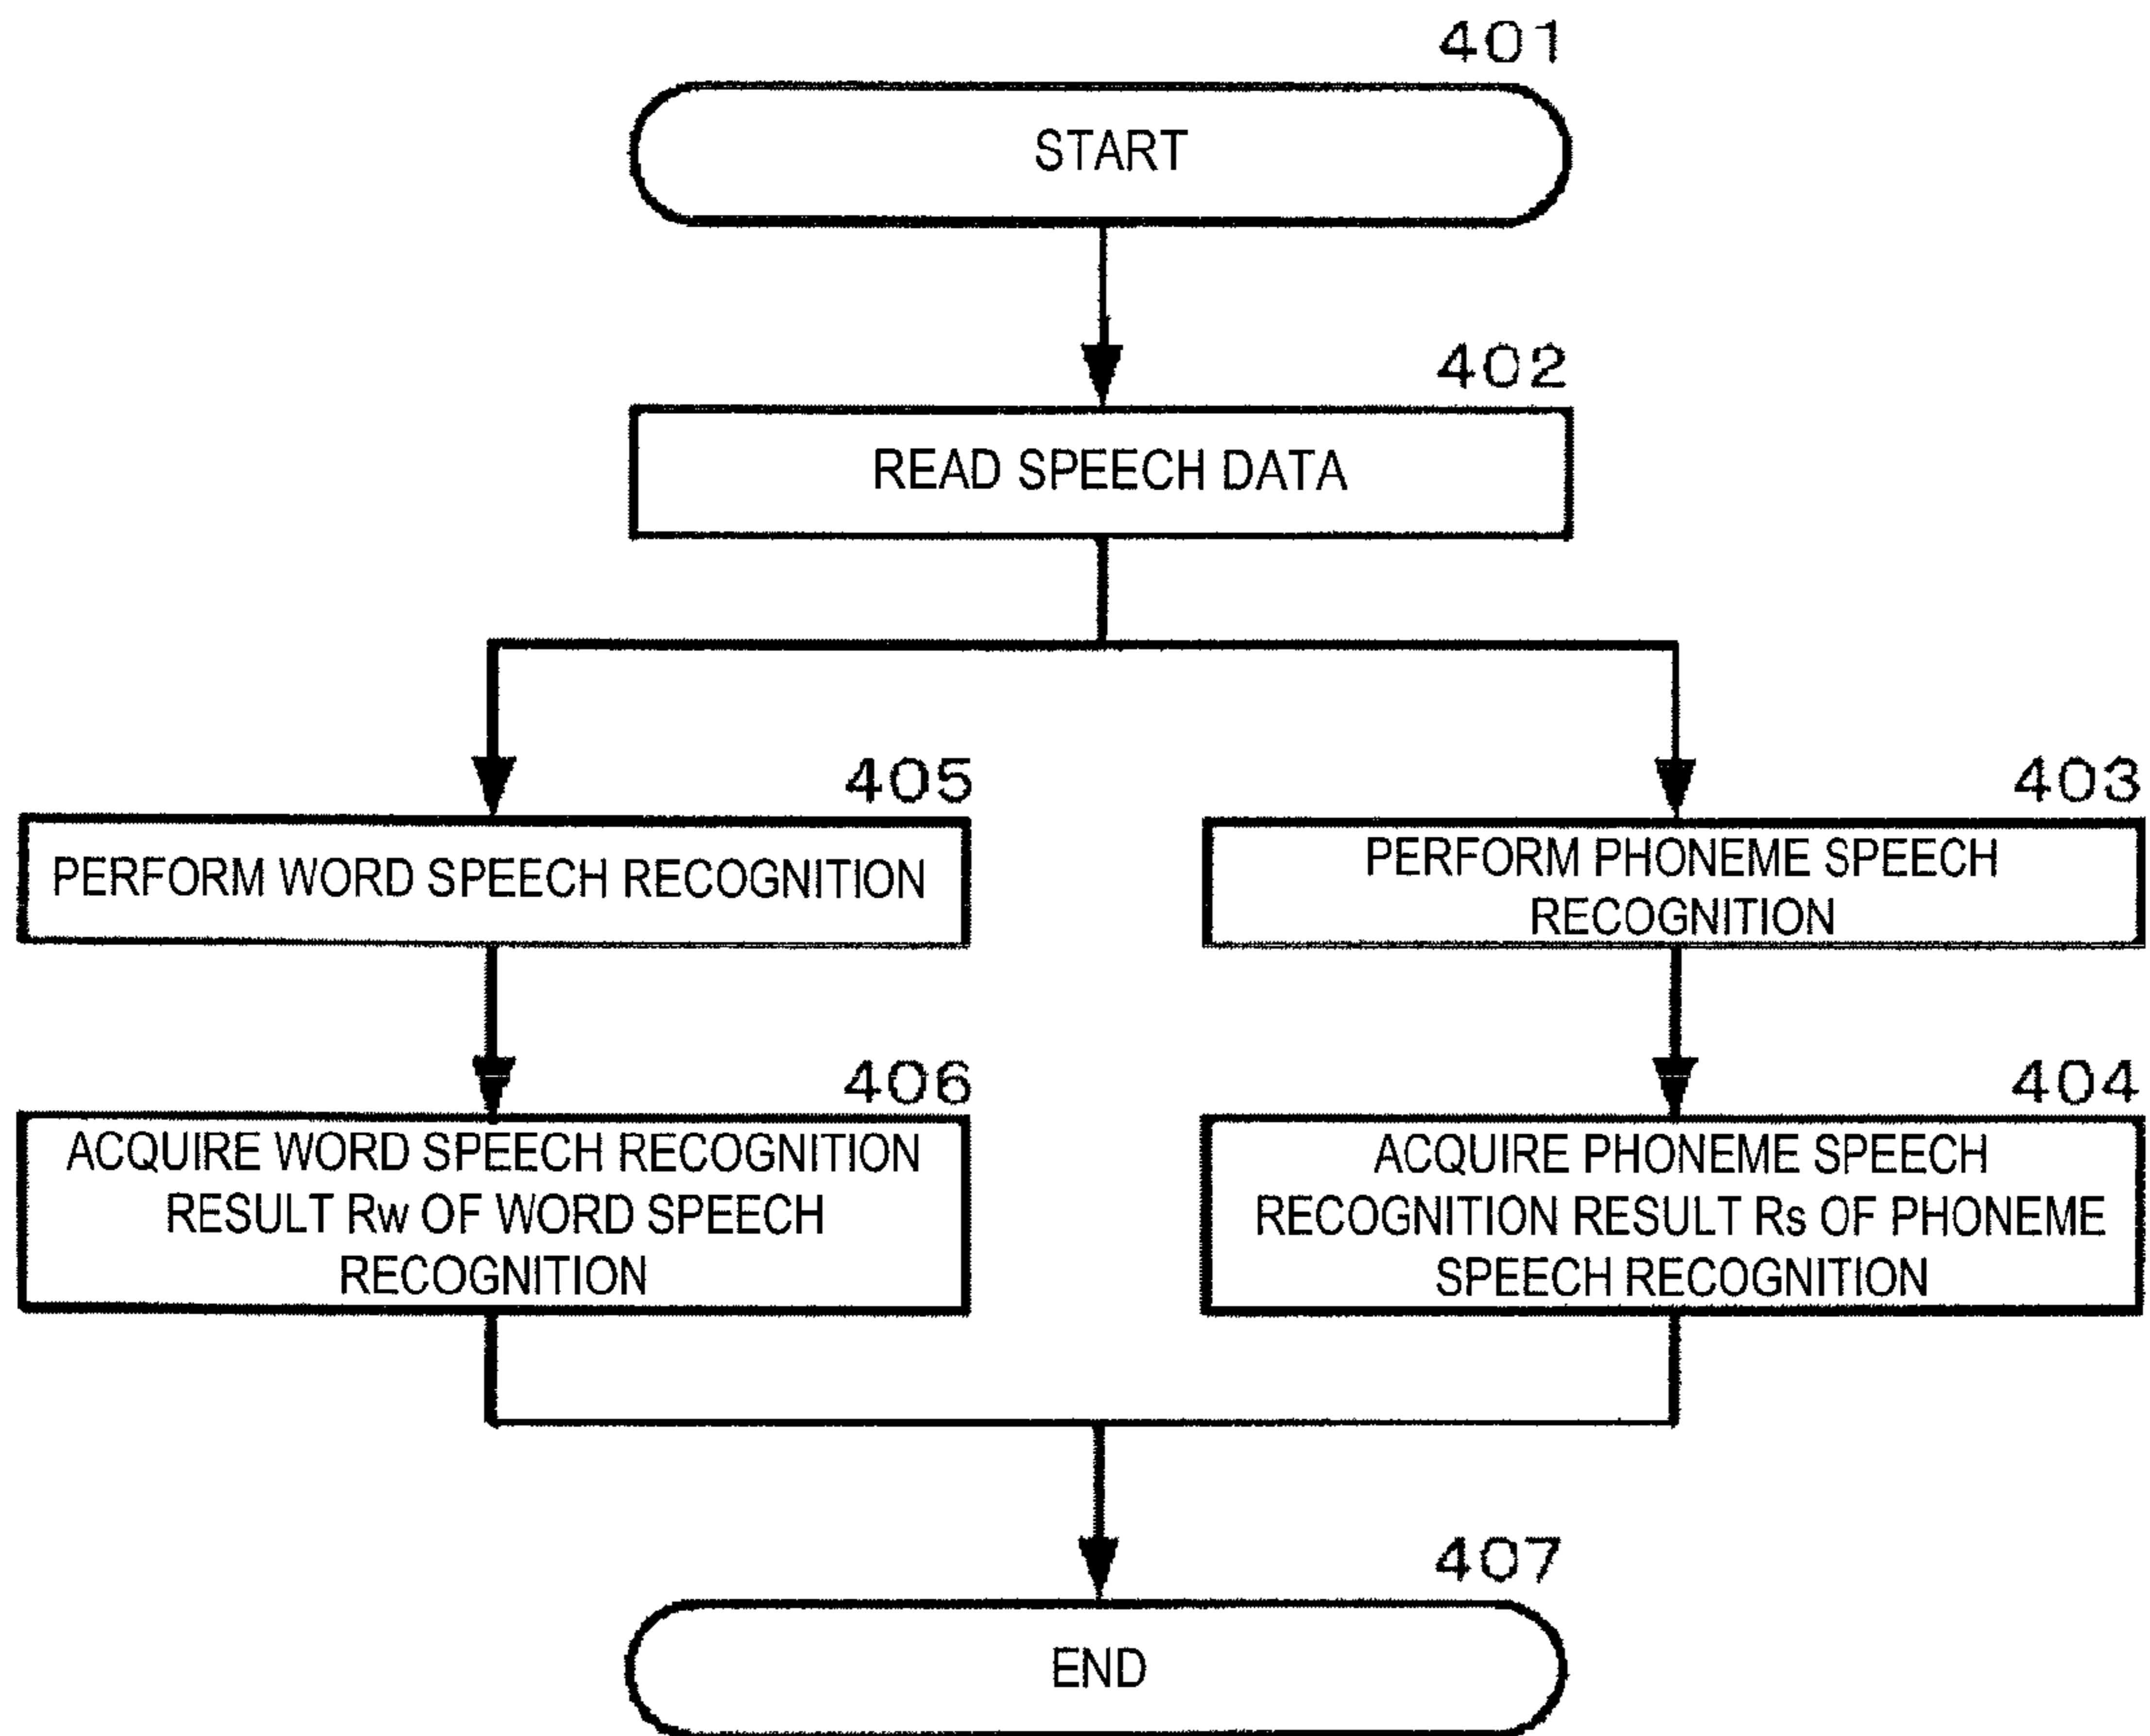 401
START
402
READ SPEECH DATA
405
PERFORM WORD SPEECH RECOGNITION
403
PERFORM PHONEME SPEECH
RECOGNITION
406
ACQUIRE WORD SPEECH RECOGNITION
RESULT Rw OF WORD SPEECH
RECOGNITION
404
ACQUIRE PHONEME SPEECH
RECOGNITION RESULT Rs OF PHONEME
SPEECH RECOGNITION
407
END